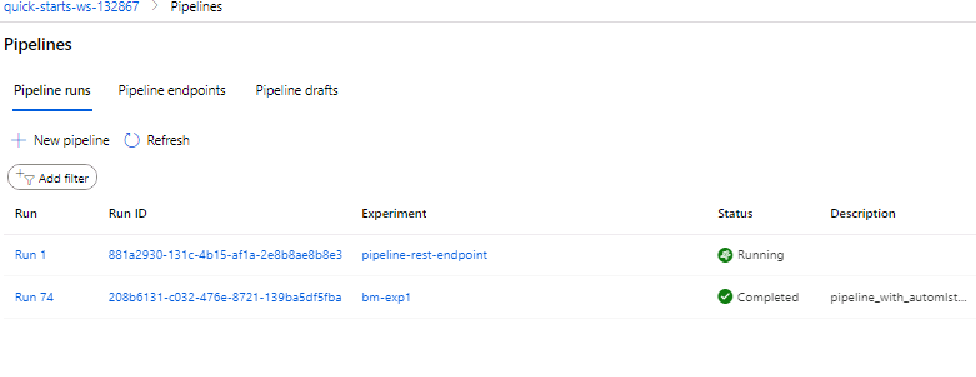 quick-starts-ws-132867 > Pipelines
Pipelines
Pipeline runs Pipeline endpoints Pipeline drafts
+ New pipeline Refresh
Add filter
Run Run ID Experiment Status Description
Run 1 881a2930-131c-4b15-af1a-2e8b8ae8b8e3 pipeline-rest-endpoint Running
Run 74 208b6131-c032-476e-8721-139ba5df5fba bm-exp1 Completed pipeline_with_automlst...